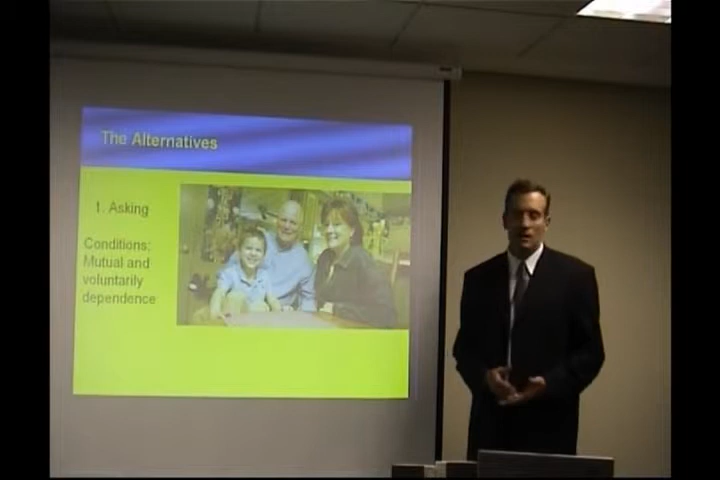 The Alternatives
1. Asking
Conditions:
Mutual and
voluntarily
dependence